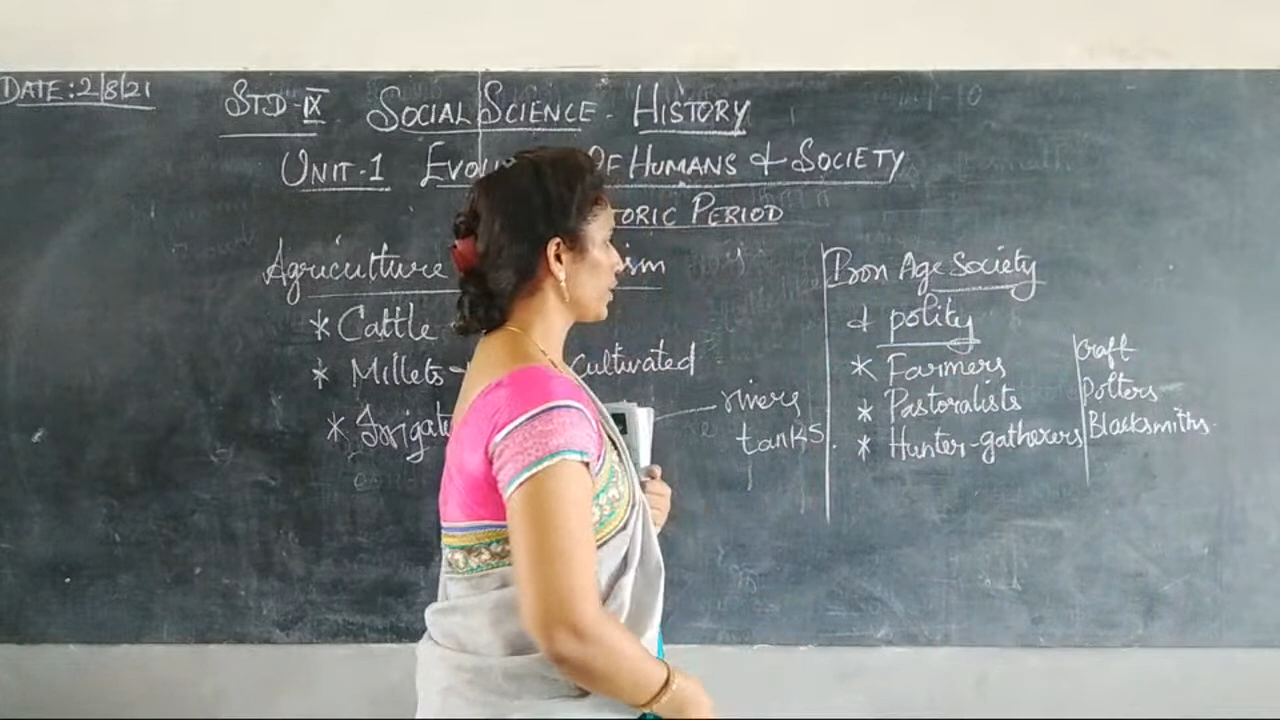 DATE: 2/8/21
STD-IX SOCIAL SCIENCE - HISTORY
UNIT-1 OF HUMANS & SOCIETY
PERIOD
Agriculture
* Cattle
* Millets Cultivated
*
rivers
tanks
Iron Age Society
& polity
* Farmers
* Pastoralists
* Hunter-gatherers
Craft
Potters
Blacksmiths.